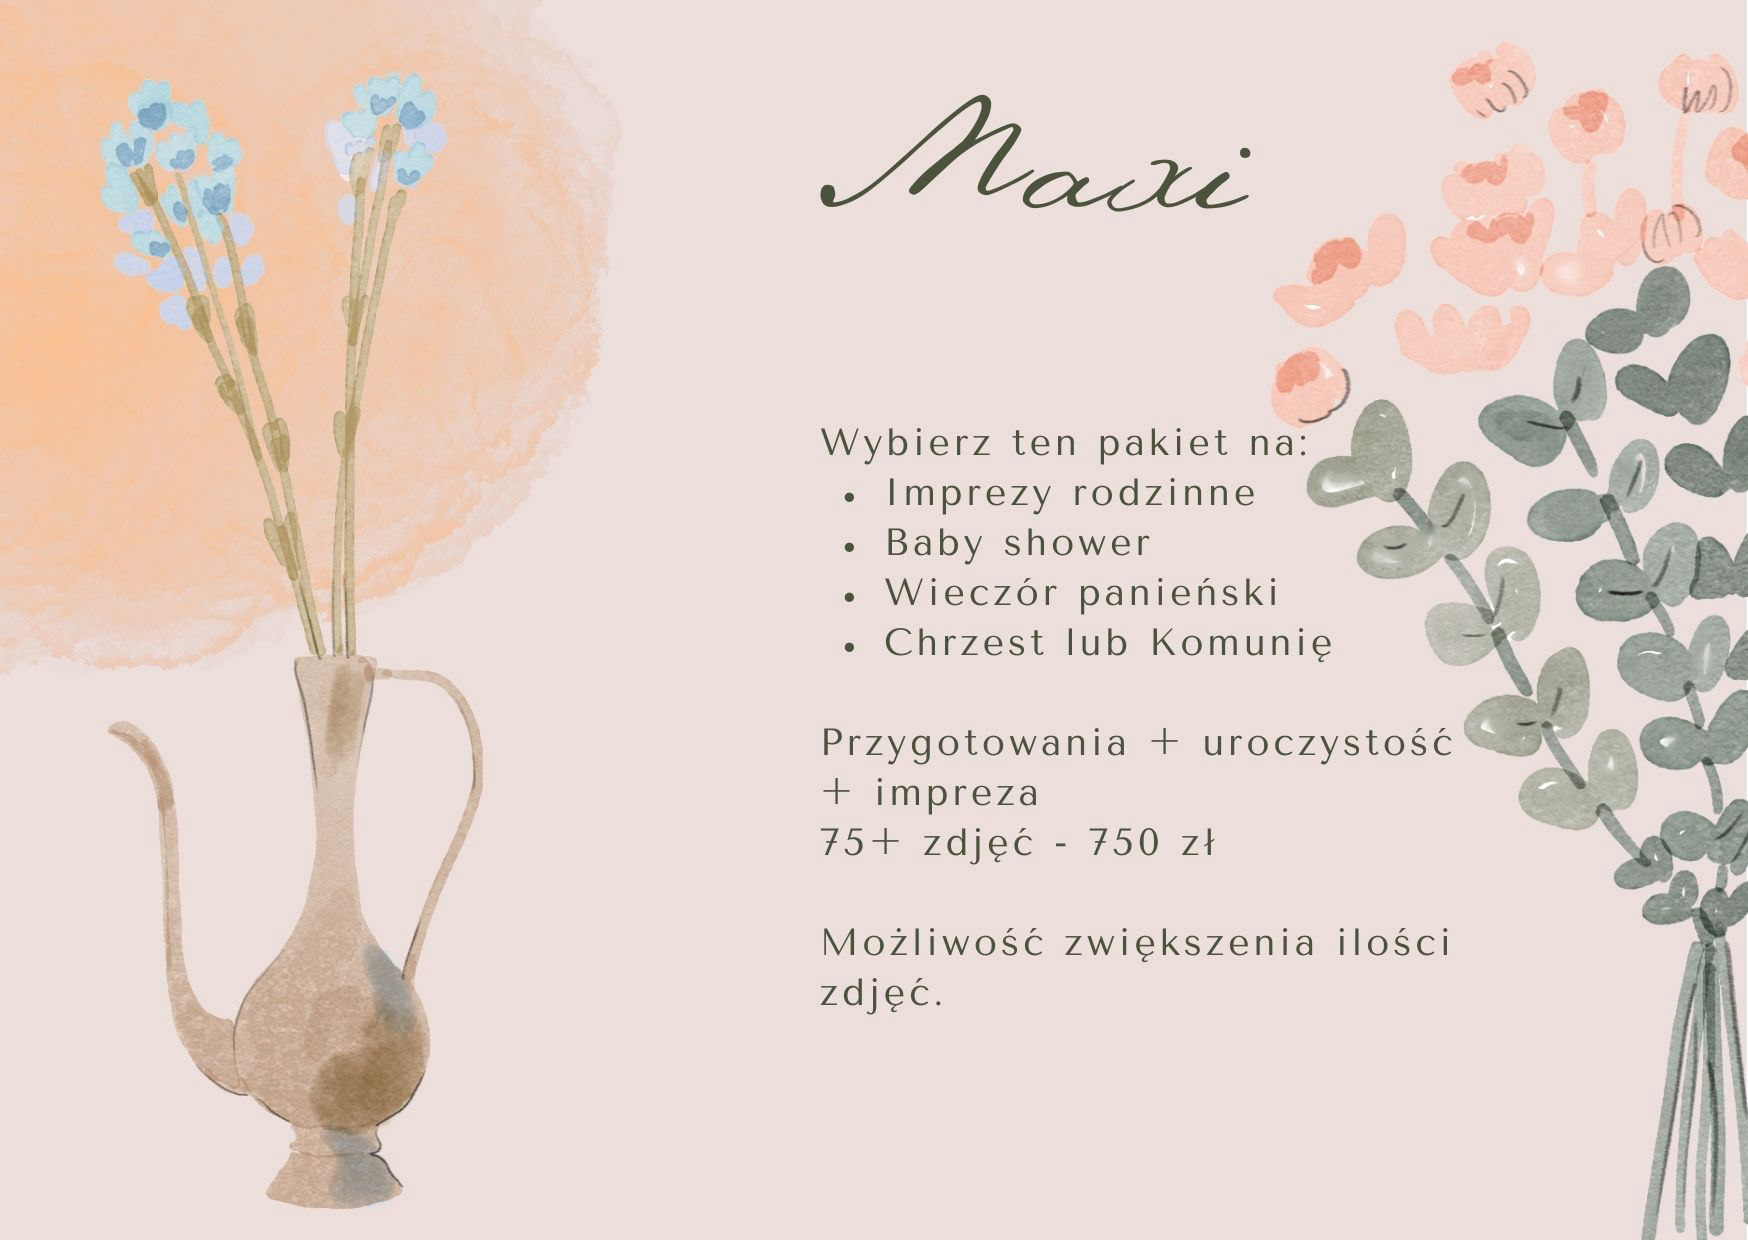 Maxi
Wybierz ten pakiet na:
• Imprezy rodzinne
• Baby shower
• Wieczór panieński
• Chrzest lub Komunię
Przygotowania + uroczystość
+ impreza
75+ zdjęć - 750 zł
Możliwość zwiększenia ilości
zdjęć.